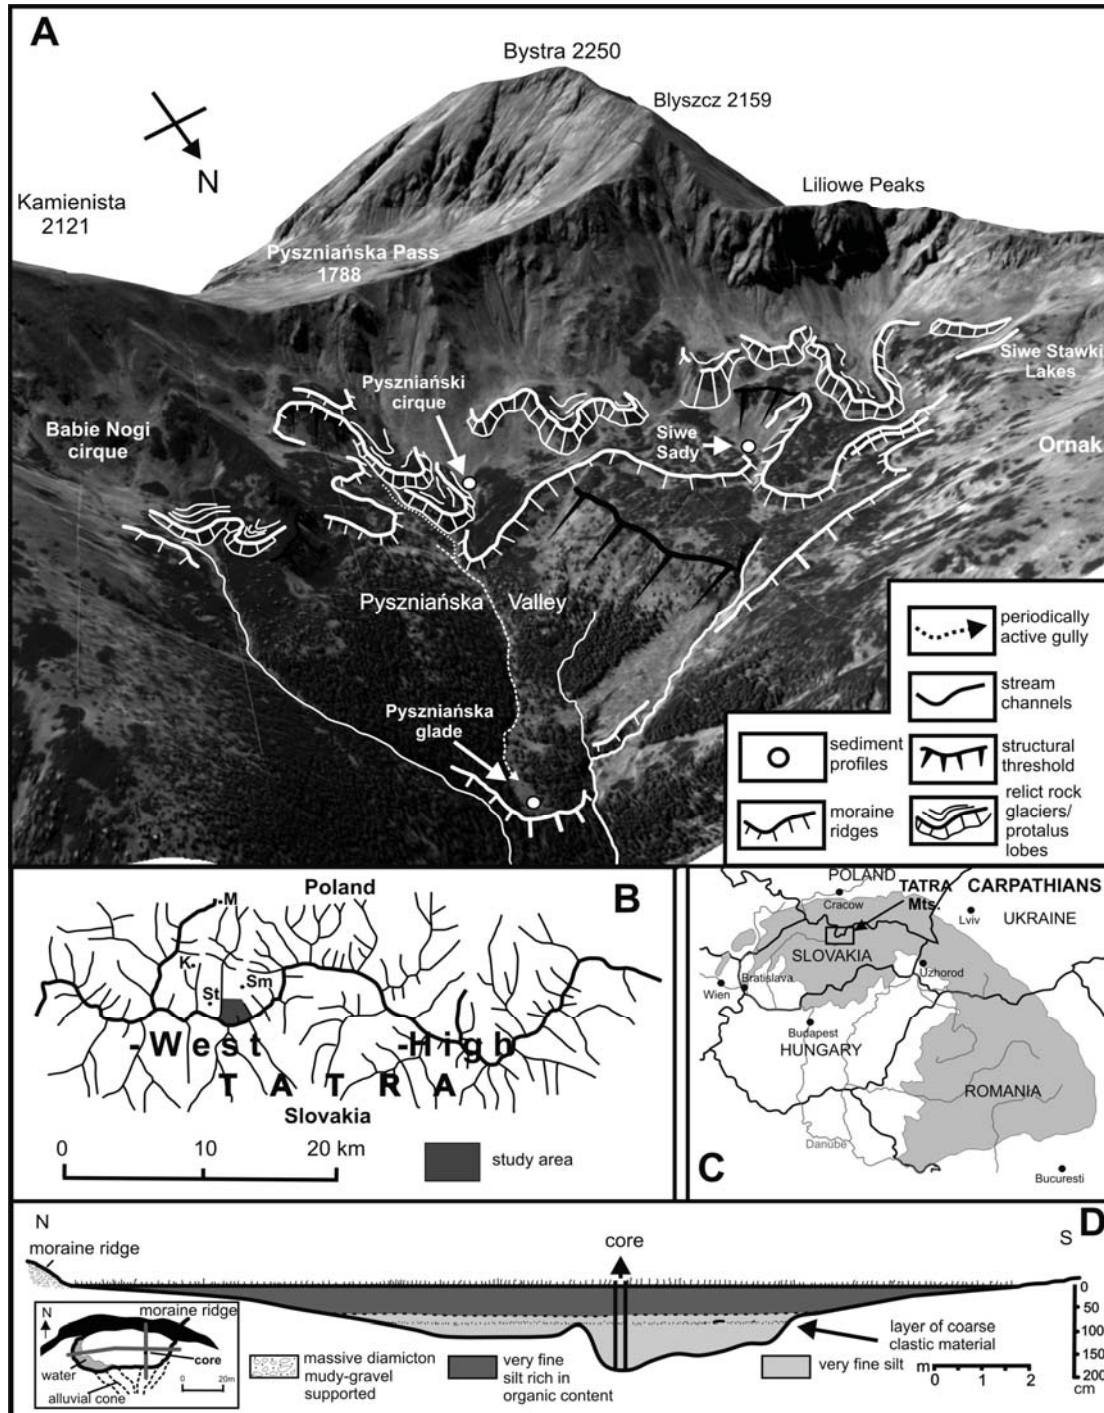 A
Bystra 2250
Blyszcz 2159
N
Kamienista
2121
Liliowe Peaks
Pyszniańska Pass
1788
Siwe Stawki
Lakes
Pyszniański
cirque
Babie Nogi
cirque
Siwe
Sady
Ornak
Pyszniańska Valley
Pyszniańska
glade
periodically
active gully
stream
channels
sediment
profiles
structural
threshold
moraine
ridges
relict rock
glaciers/
protalus
lobes
B
Poland
M
K
Sm
St
-West -High
TATRA
Slovakia
0 10 20 km
study area
POLAND
TATRA
Mts.
CARPATHIANS
Cracow
Lviv
UKRAINE
SLOVAKIA
Uzhorod
Bratislava
Wien
Budapest
HUNGARY
ROMANIA
Danube
C
Bucuresti
D
N
S
moraine ridge
core
0
50
100
150
200
cm
N
moraine ridge
core
water
0 20m
alluvial cone
massive diamicton
mudy-gravel
supported
very fine
silt rich in
organic content
layer of coarse
clastic material
very fine silt
m
0 1 2